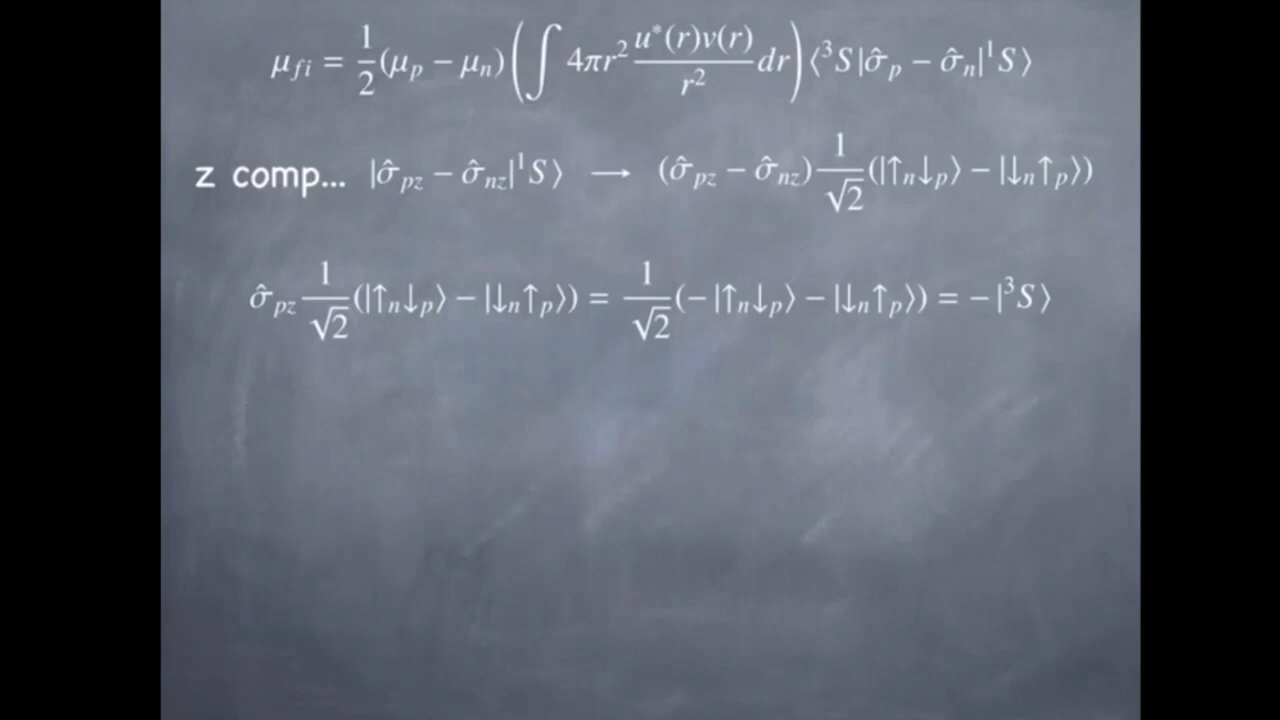 μ_fi = 1/2 (μ_p − μ_n) (∫ 4πr² u*(r)v(r)/r² dr) ⟨³S|σ̂_p − σ̂_n|¹S⟩
z comp... |σ̂_pz − σ̂_nz|¹S⟩ → (σ̂_pz − σ̂_nz) 1/√2 (|↑_n↓_p⟩ − |↓_n↑_p⟩)
σ̂_pz 1/√2 (|↑_n↓_p⟩ − |↓_n↑_p⟩) = 1/√2 (−|↑_n↓_p⟩ − |↓_n↑_p⟩) = −|³S⟩